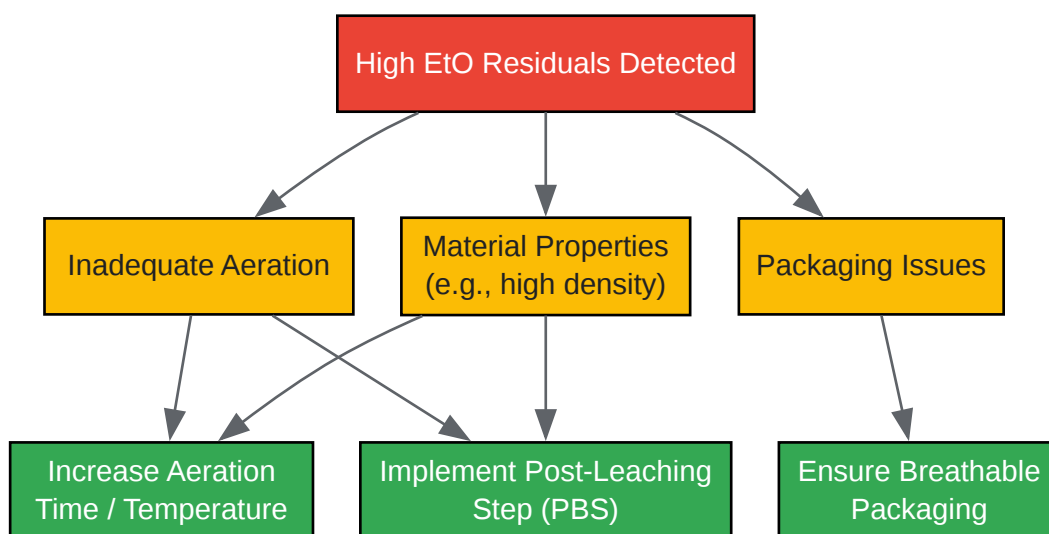 High EtO Residuals Detected
Inadequate Aeration
Material Properties
(e.g., high density)
Packaging Issues
Increase Aeration
Time / Temperature
Implement Post-Leaching
Step (PBS)
Ensure Breathable
Packaging